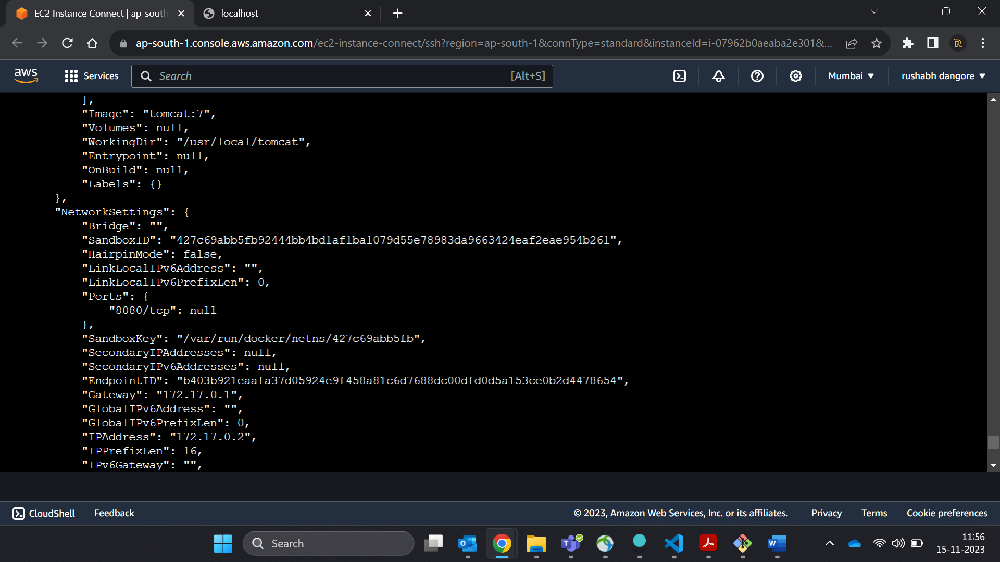 EC2 Instance Connect | ap-south
localhost
ap-south-1.console.aws.amazon.com/ec2-instance-connect/ssh?region=ap-south-1&connType=standard&instanceId=i-07962b0aeaba2e301&...
aws
Services
Search
[Alt+S]
Mumbai
rushabh dangore
],
"Image": "tomcat:7",
"Volumes": null,
"WorkingDir": "/usr/local/tomcat",
"Entrypoint": null,
"OnBuild": null,
"Labels": {}
},
"NetworkSettings": {
"Bridge": "",
"SandboxID": "427c69abb5fb92444bb4bd1af1ba1079d55e78983da9663424eaf2eae954b261",
"HairpinMode": false,
"LinkLocalIPv6Address": "",
"LinkLocalIPv6PrefixLen": 0,
"Ports": {
"8080/tcp": null
},
"SandboxKey": "/var/run/docker/netns/427c69abb5fb",
"SecondaryIPAddresses": null,
"SecondaryIPv6Addresses": null,
"EndpointID": "b403b921eaafa37d05924e9f458a81c6d7688dc00dfd0d5a153ce0b2d4478654",
"Gateway": "172.17.0.1",
"GlobalIPv6Address": "",
"GlobalIPv6PrefixLen": 0,
"IPAddress": "172.17.0.2",
"IPPrefixLen": 16,
"IPv6Gateway": "",
CloudShell
Feedback
© 2023, Amazon Web Services, Inc. or its affiliates.
Privacy
Terms
Cookie preferences
Search
11:56
15-11-2023